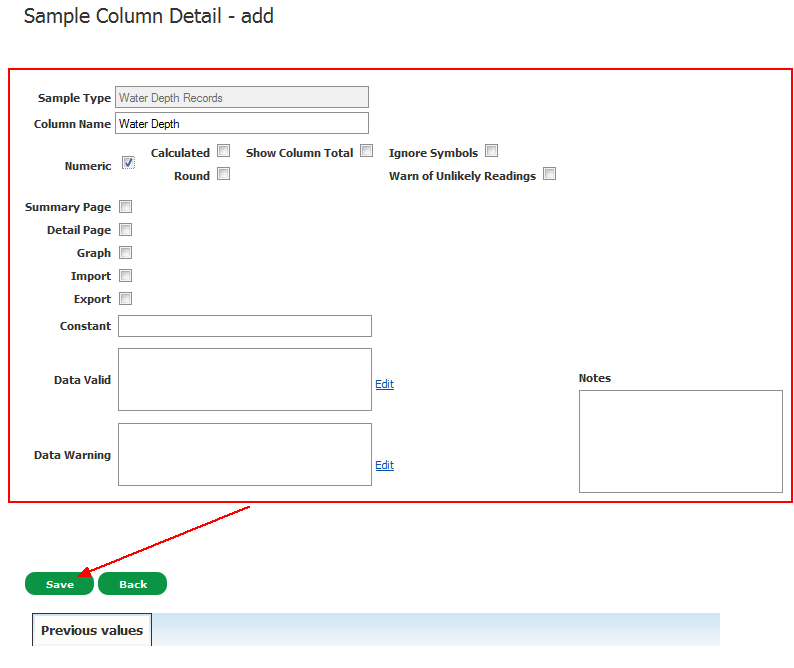 Sample Column Detail - add
Sample Type Water Depth Records
Column Name Water Depth
Numeric Calculated Show Column Total Ignore Symbols
Round Warn of Unlikely Readings
Summary Page
Detail Page
Graph
Import
Export
Constant
Data Valid Edit
Notes
Data Warning Edit
Save Back
Previous values